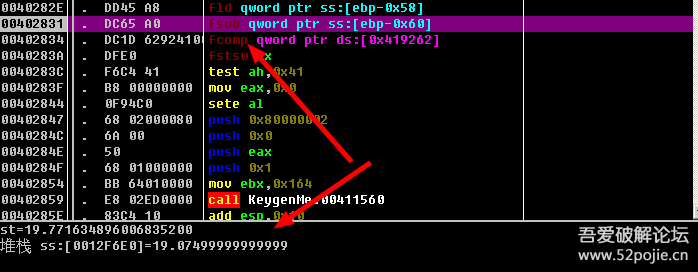 0040282E . DD45 A8 fld qword ptr ss:[ebp-0x58]
00402831 . DC65 A0 fsub qword ptr ss:[ebp-0x60]
00402834 . DC1D 62924100 fcomp qword ptr ds:[0x419262]
0040283A . DFE0 fstsw ax
0040283C . F6C4 41 test ah,0x41
0040283F . B8 00000000 mov eax,0x0
00402844 . 0F94C0 sete al
00402847 . 68 02000080 push 0x80000002
0040284C . 6A 00 push 0x0
0040284E . 50 push eax
0040284F . 68 01000000 push 0x1
00402854 . BB 64010000 mov ebx,0x164
00402859 . E8 02ED0000 call KeygenMe.00411560
0040285E . 83C4 10 add esp,0x10
st=19.771634896006835200
堆栈 ss:[0012F6E0]=19.07499999999999
吾爱破解论坛
www.52pojie.cn